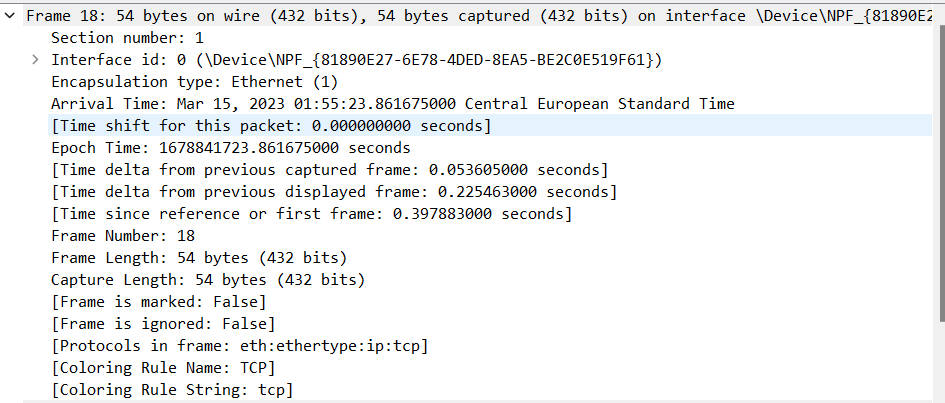 Frame 18: 54 bytes on wire (432 bits), 54 bytes captured (432 bits) on interface \Device\NPF_{81890E2
Section number: 1
Interface id: 0 (\Device\NPF_{81890E27-6E78-4DED-8EA5-BE2C0E519F61})
Encapsulation type: Ethernet (1)
Arrival Time: Mar 15, 2023 01:55:23.861675000 Central European Standard Time
[Time shift for this packet: 0.000000000 seconds]
Epoch Time: 1678841723.861675000 seconds
[Time delta from previous captured frame: 0.053605000 seconds]
[Time delta from previous displayed frame: 0.225463000 seconds]
[Time since reference or first frame: 0.397883000 seconds]
Frame Number: 18
Frame Length: 54 bytes (432 bits)
Capture Length: 54 bytes (432 bits)
[Frame is marked: False]
[Frame is ignored: False]
[Protocols in frame: eth:ethertype:ip:tcp]
[Coloring Rule Name: TCP]
[Coloring Rule String: tcp]